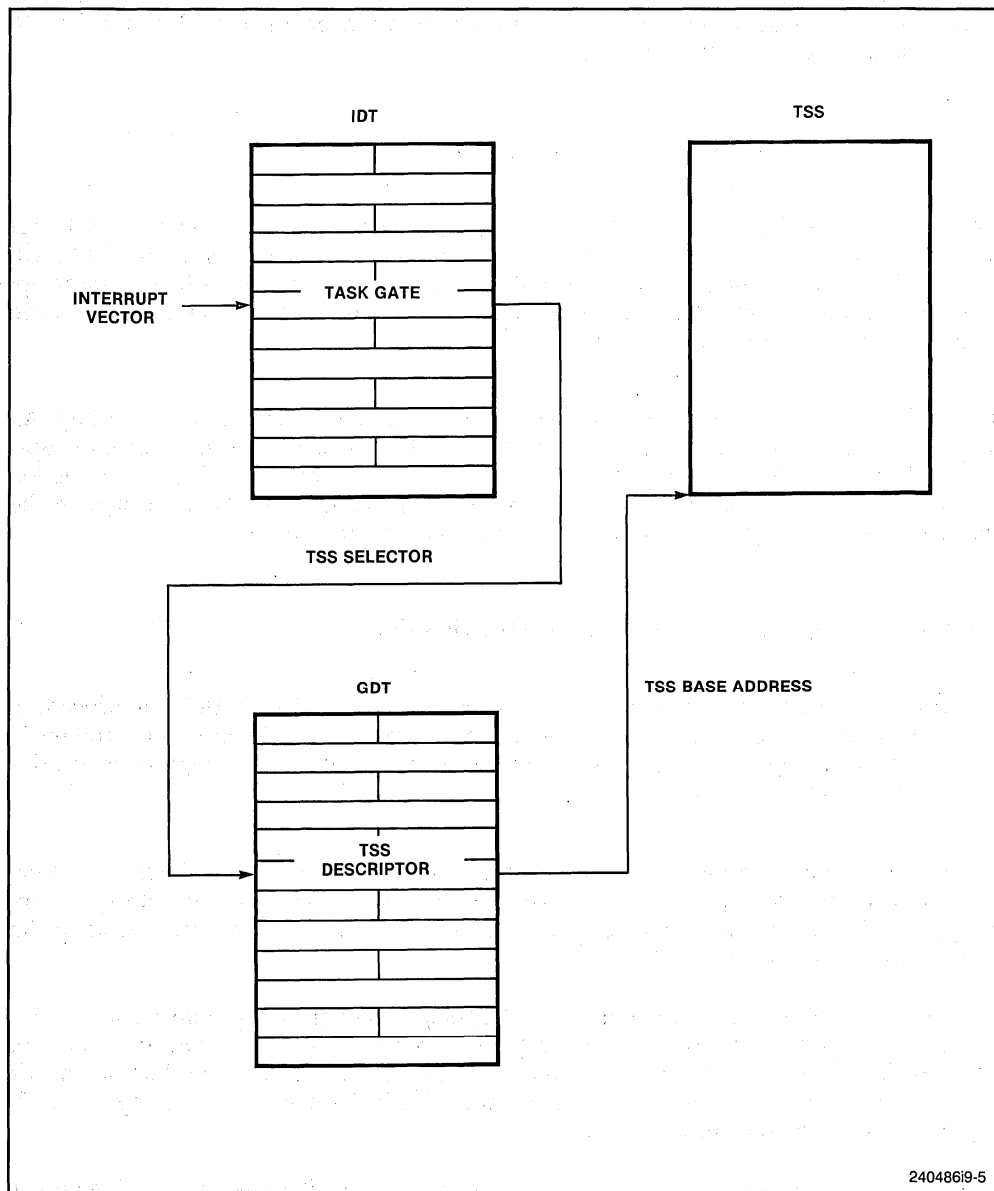 IDT
TSS
INTERRUPT
VECTOR
TASK GATE
TSS SELECTOR
GDT
TSS BASE ADDRESS
TSS
DESCRIPTOR
240486i9-5